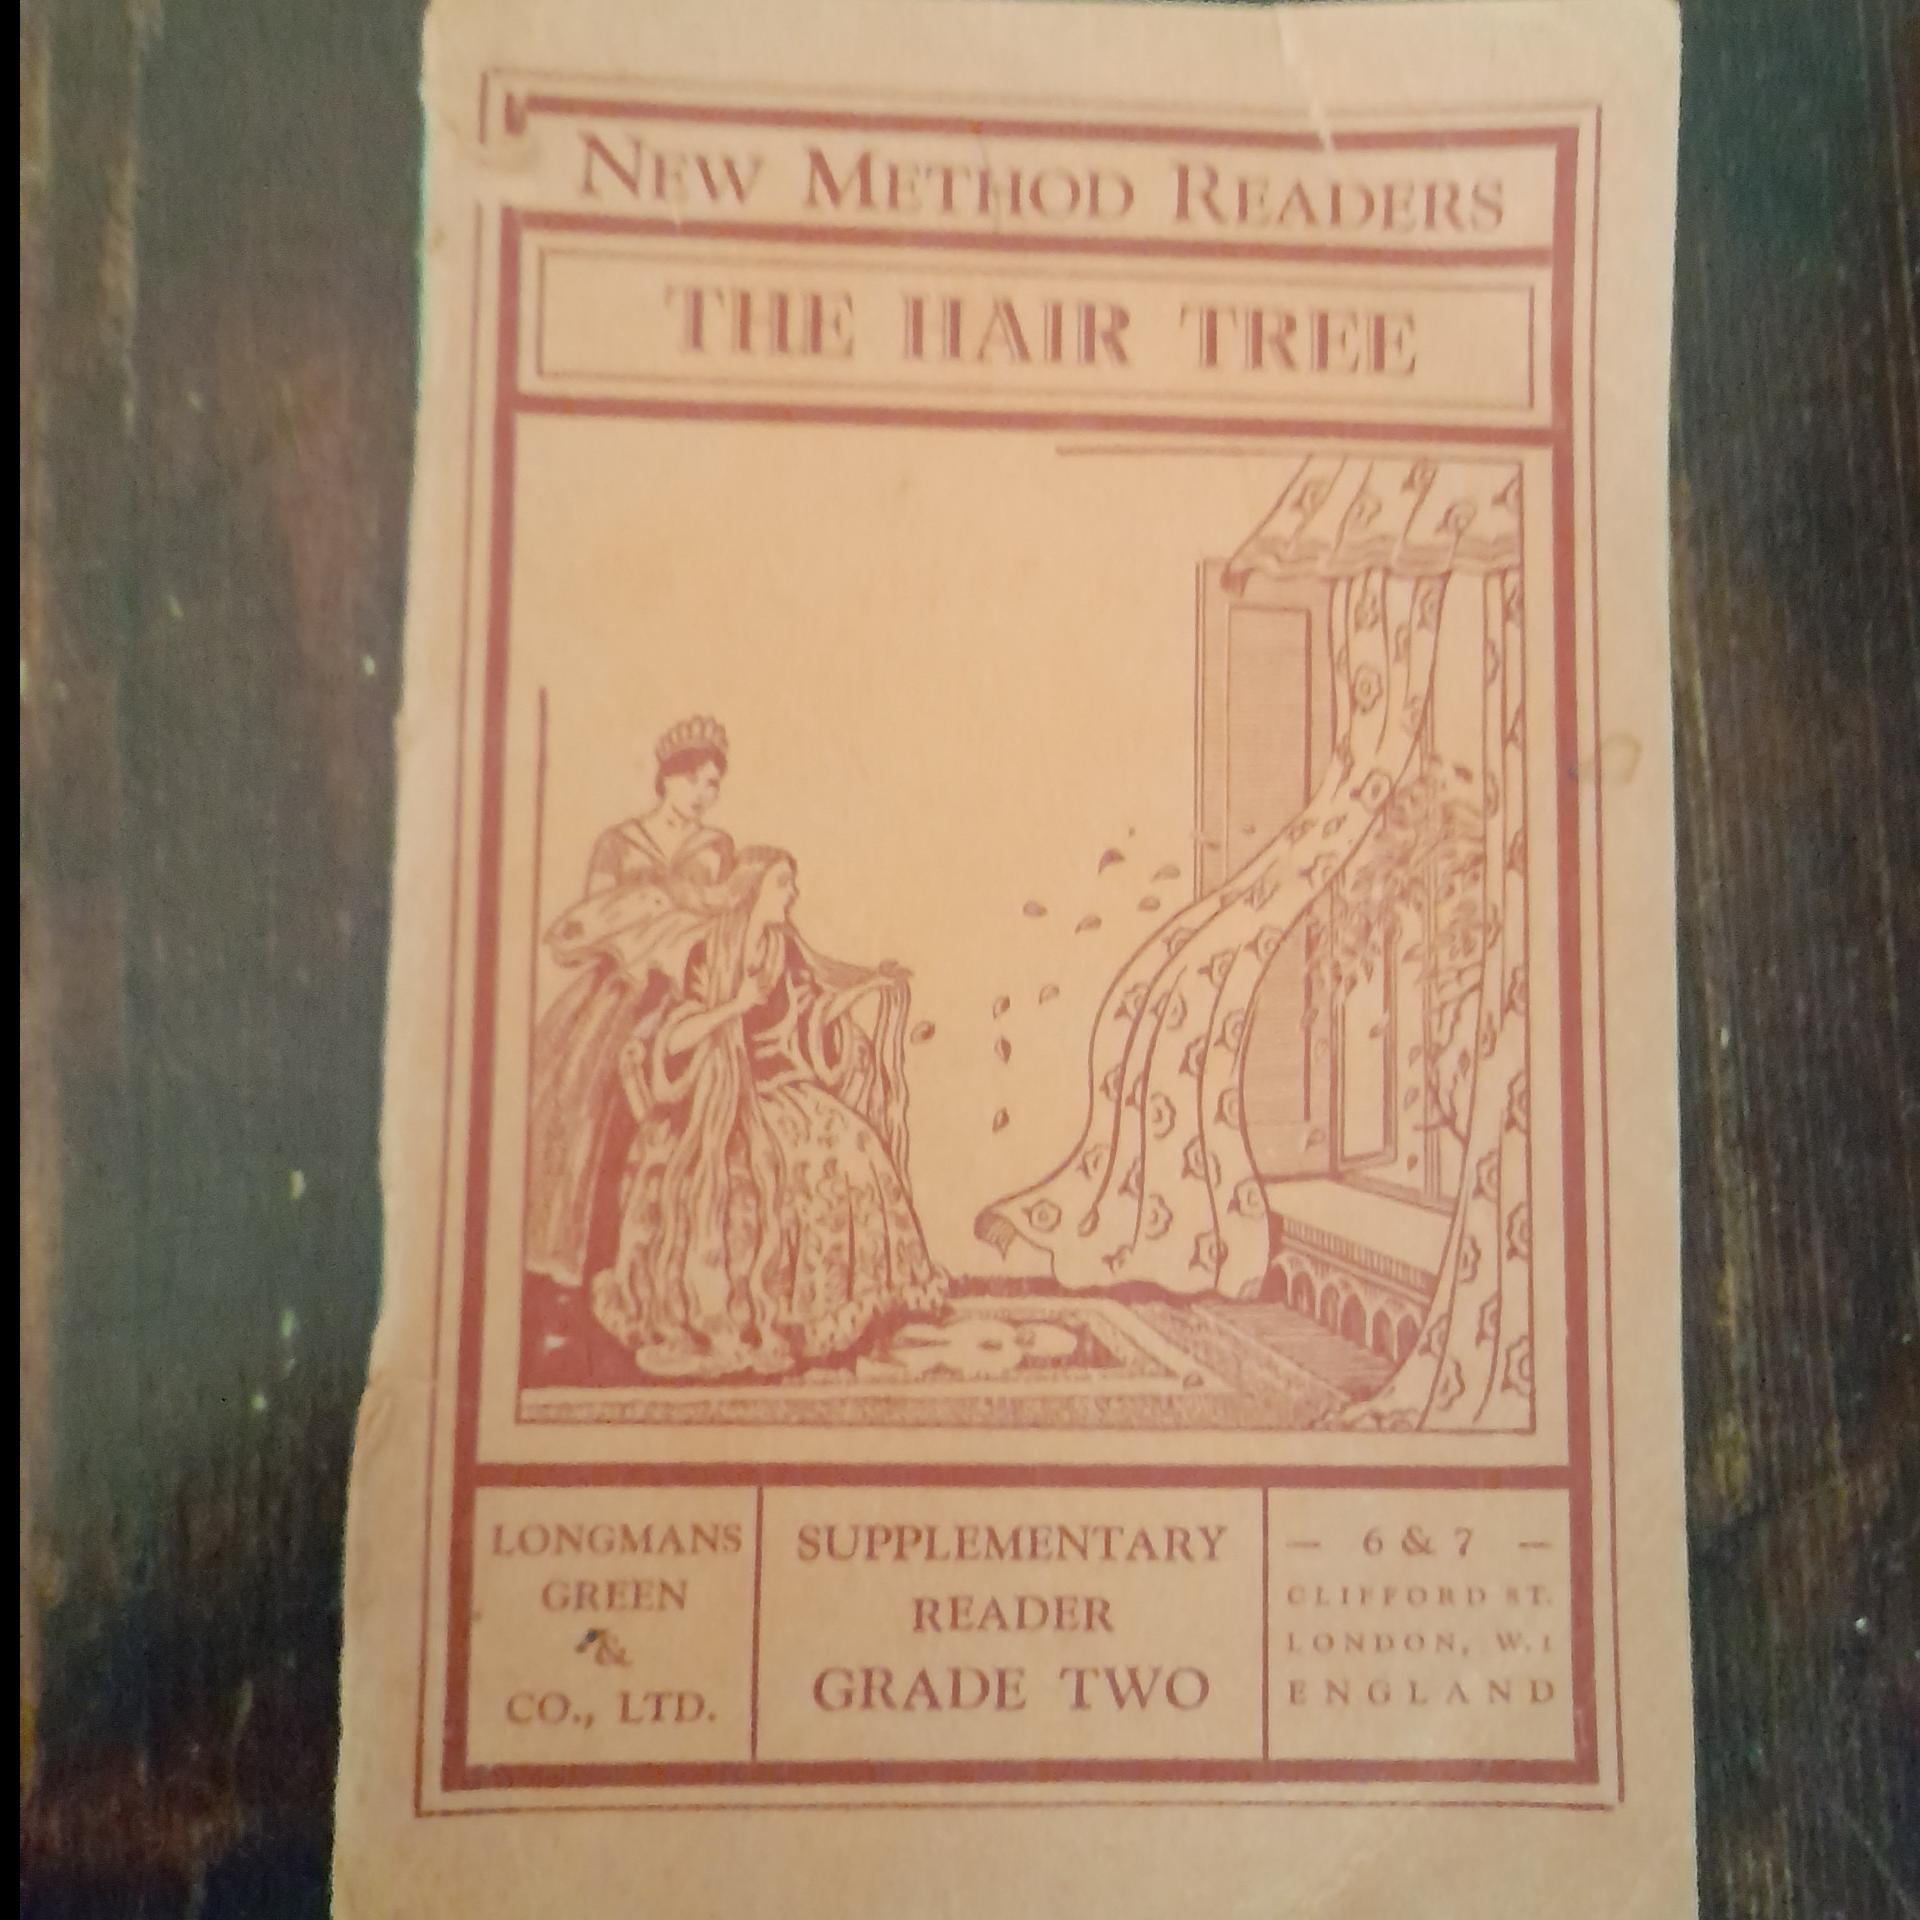 NEW METHOD READERS
THE HAIR TREE
LONGMANS
GREEN
&
CO., LTD.
SUPPLEMENTARY
READER
GRADE TWO
— 6 & 7 —
CLIFFORD ST.
LONDON, W.1
ENGLAND